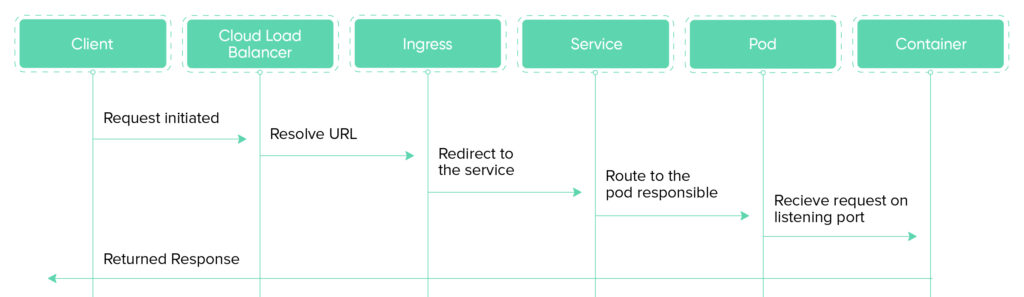 Client
Cloud Load
Balancer
Ingress
Service
Pod
Container
Request initiated
Resolve URL
Redirect to
the service
Route to the
pod responsible
Recieve request on
listening port
Returned Response